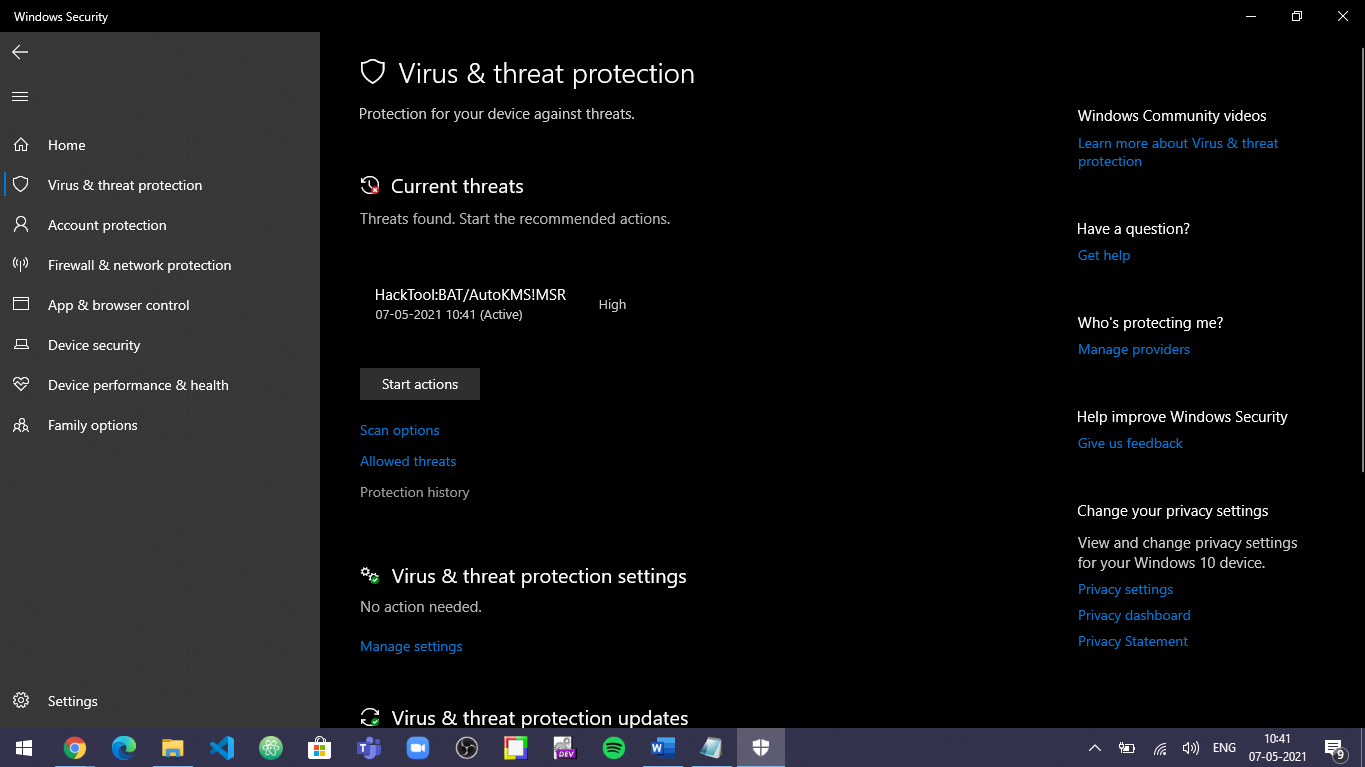 Windows Security
Home
Virus & threat protection
Account protection
Firewall & network protection
App & browser control
Device security
Device performance & health
Family options
Settings
Virus & threat protection
Protection for your device against threats.
Current threats
Threats found. Start the recommended actions.
HackTool:BAT/AutoKMS!MSR
High
07-05-2021 10:41 (Active)
Start actions
Scan options
Allowed threats
Protection history
Virus & threat protection settings
No action needed.
Manage settings
Virus & threat protection updates
Windows Community videos
Learn more about Virus & threat
protection
Have a question?
Get help
Who's protecting me?
Manage providers
Help improve Windows Security
Give us feedback
Change your privacy settings
View and change privacy settings
for your Windows 10 device.
Privacy settings
Privacy dashboard
Privacy Statement
DEV
ENG
10:41
07-05-2021
9